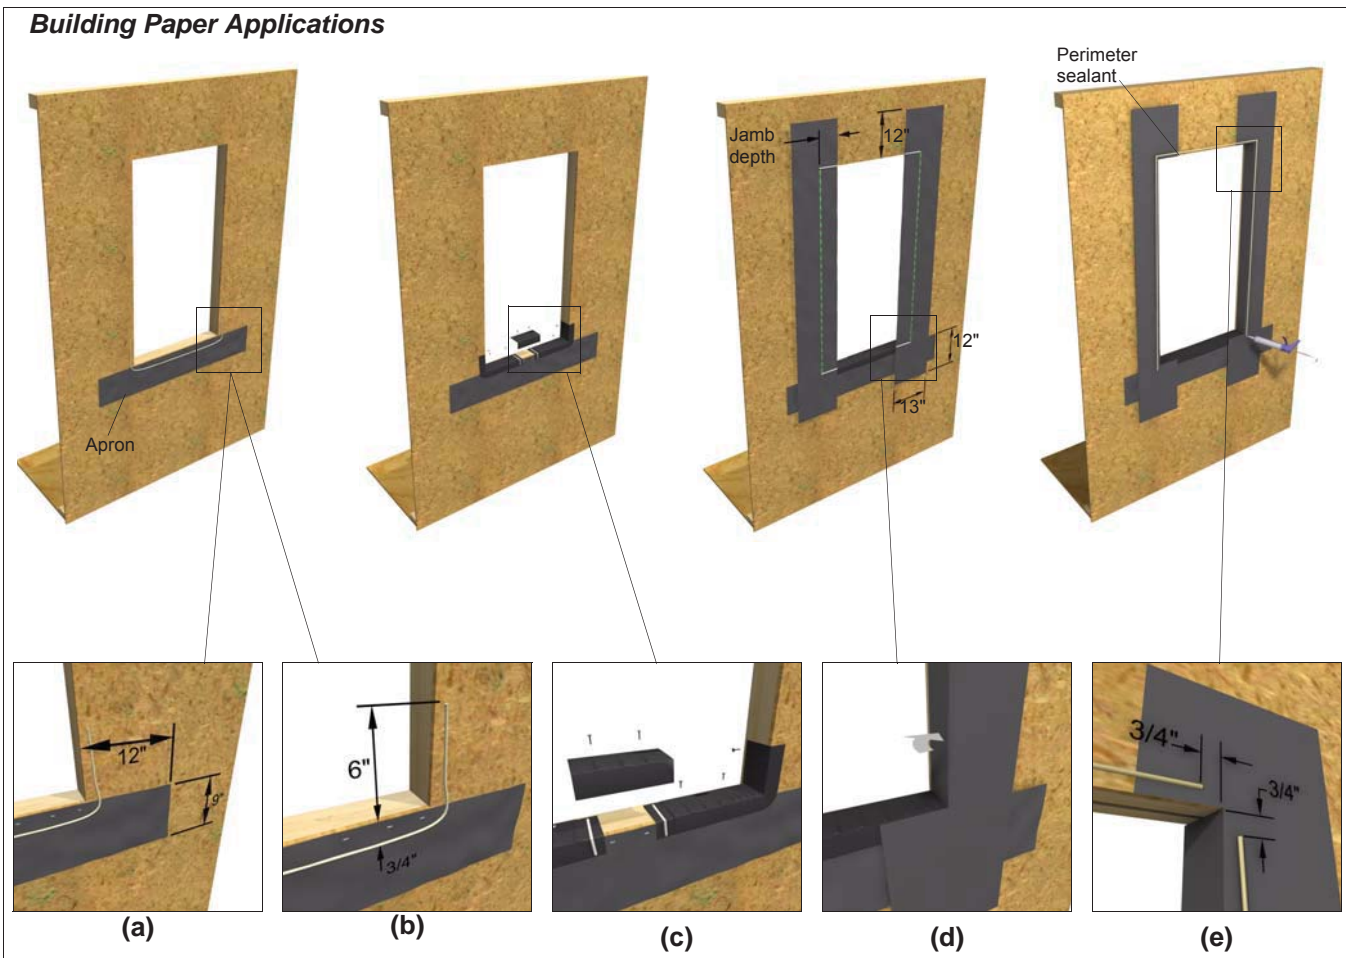 Building Paper Applications
Perimeter
sealant
Jamb
depth
12"
12"
13"
Apron
12"
9"
6"
3/4"
3/4"
3/4"
(a)
(b)
(c)
(d)
(e)